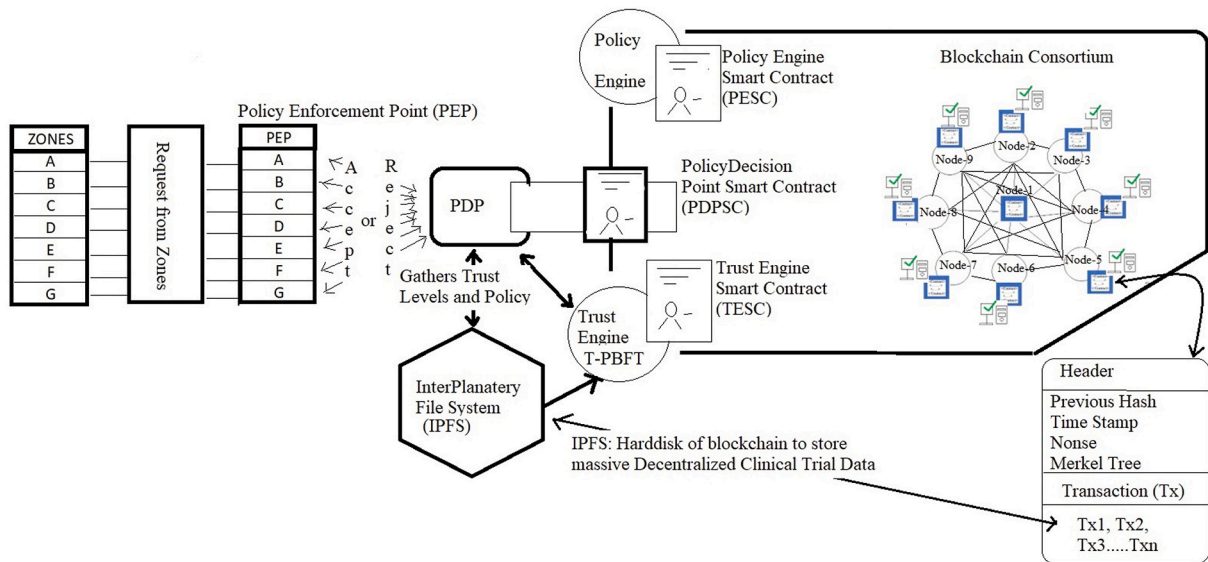 Policy
Engine
Policy Engine
Smart Contract
(PESC)
Blockchain Consortium
Policy Enforcement Point (PEP)
ZONES
A
B
C
D
E
F
G
Request from Zones
PEP
A
B
C
D
E
F
G
Accept
or
Reject
PDP
PolicyDecision
Point Smart Contract
(PDPSC)
Gathers Trust
Levels and Policy
Trust
Engine
T-PBFT
Trust Engine
Smart Contract
(TESC)
InterPlanatery
File System
(IPFS)
IPFS: Harddisk of blockchain to store
massive Decentralized Clinical Trial Data
Node-2
Node-9
Node-3
Node-1
Node-8
Node-4
Node-7
Node-6
Node-5
Header
Previous Hash
Time Stamp
Nonse
Merkel Tree
Transaction (Tx)
Tx1, Tx2,
Tx3.....Txn